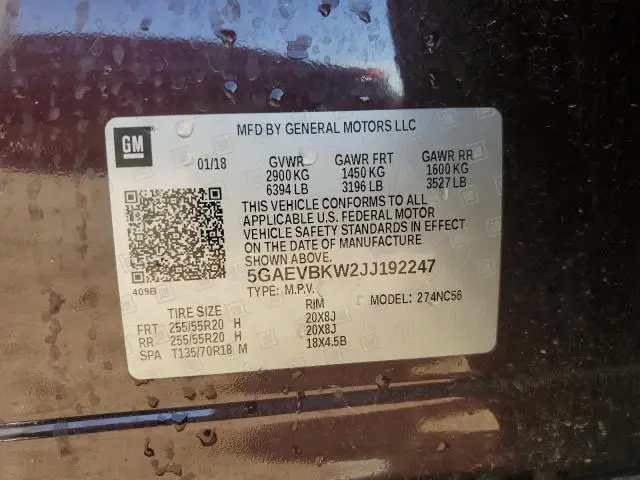 GM
MFD BY GENERAL MOTORS LLC
01/18 GVWR GAWR FRT GAWR RR
2900 KG 1450 KG 1600 KG
6394 LB 3196 LB 3527 LB
THIS VEHICLE CONFORMS TO ALL
APPLICABLE U.S. FEDERAL MOTOR
VEHICLE SAFETY STANDARDS IN EFFECT
ON THE DATE OF MANUFACTURE
SHOWN ABOVE.
5GAEVBKW2JJ192247
409B TYPE: M.P.V. MODEL: 274NC56
TIRE SIZE RIM
FRT 255/55R20 H 20X8J
RR 255/55R20 H 20X8J
SPA T135/70R18 M 18X4.5B